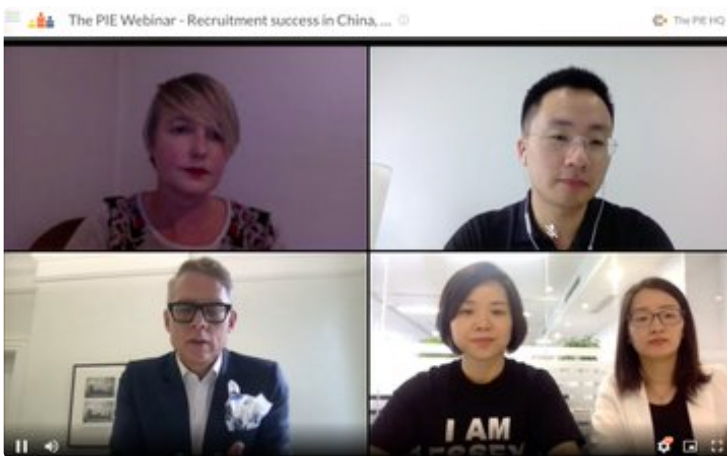 The PIE Webinar - Recruitment success in China, ...
The PIE HQ
I AM